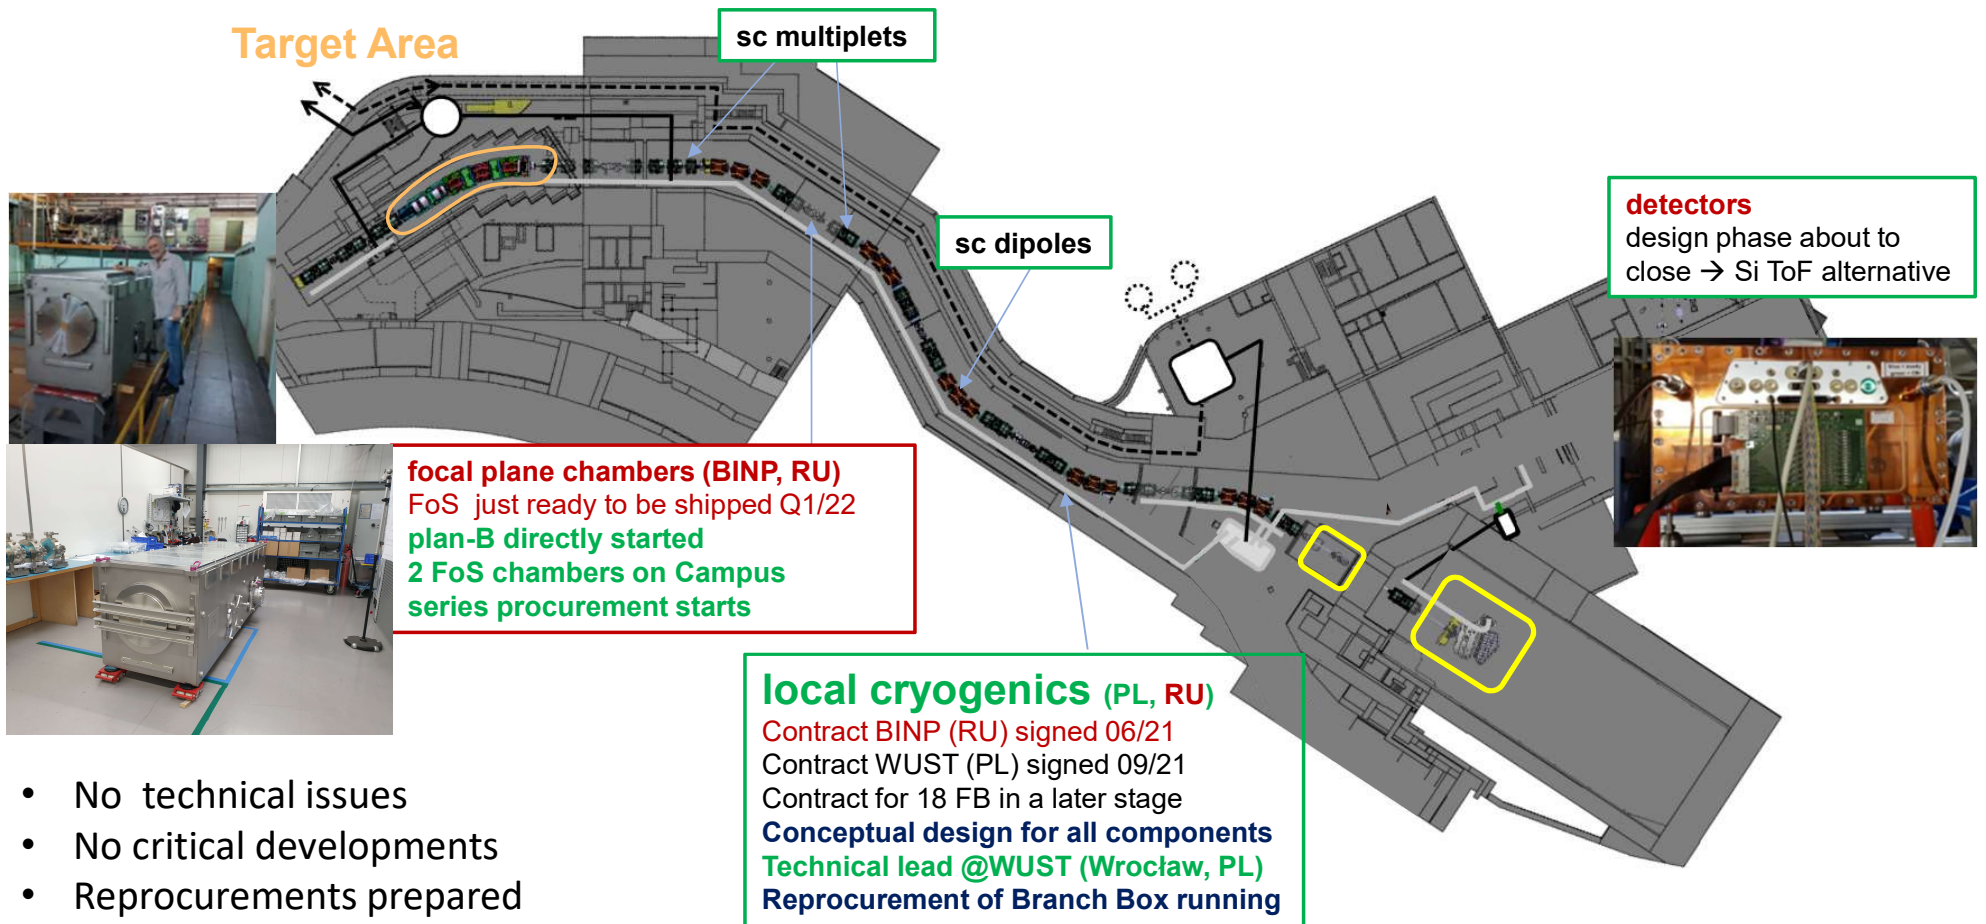 Target Area
sc multiplets
sc dipoles
detectors
design phase about to
close → Si ToF alternative
focal plane chambers (BINP, RU)
FoS  just ready to be shipped Q1/22
plan-B directly started
2 FoS chambers on Campus
series procurement starts
local cryogenics (PL, RU)
Contract BINP (RU) signed 06/21
Contract WUST (PL) signed 09/21
Contract for 18 FB in a later stage
Conceptual design for all components
Technical lead @WUST (Wrocław, PL)
Reprocurement of Branch Box running
• No  technical issues
• No critical developments
• Reprocurements prepared